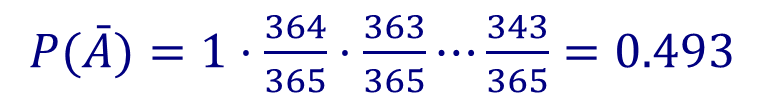 P(Ā) = 1 · 364/365 · 363/365 ⋯ 343/365 = 0.493